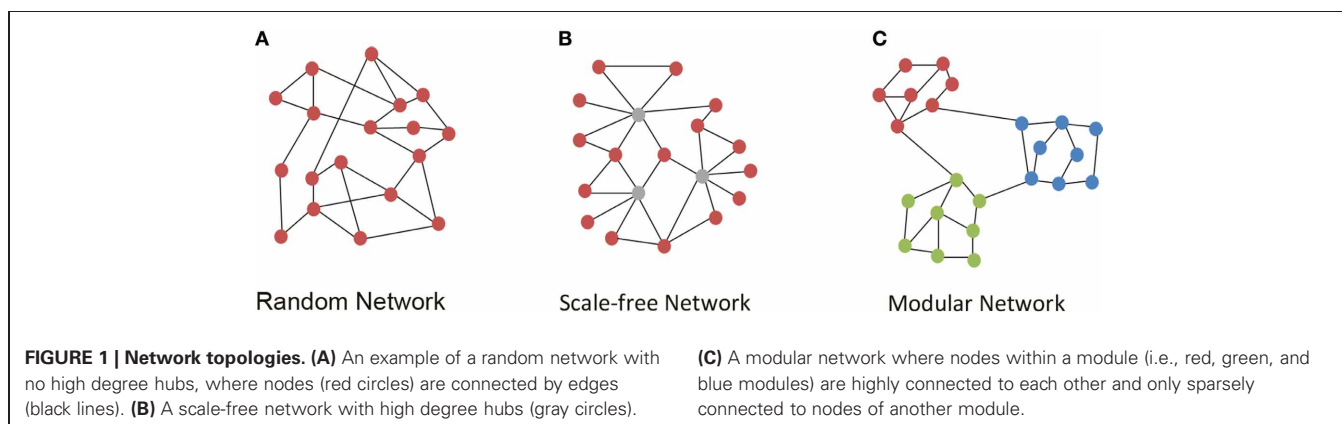 A
B
C
Random Network
Scale-free Network
Modular Network
FIGURE 1 | Network topologies. (A) An example of a random network with
no high degree hubs, where nodes (red circles) are connected by edges
(black lines). (B) A scale-free network with high degree hubs (gray circles).
(C) A modular network where nodes within a module (i.e., red, green, and
blue modules) are highly connected to each other and only sparsely
connected to nodes of another module.